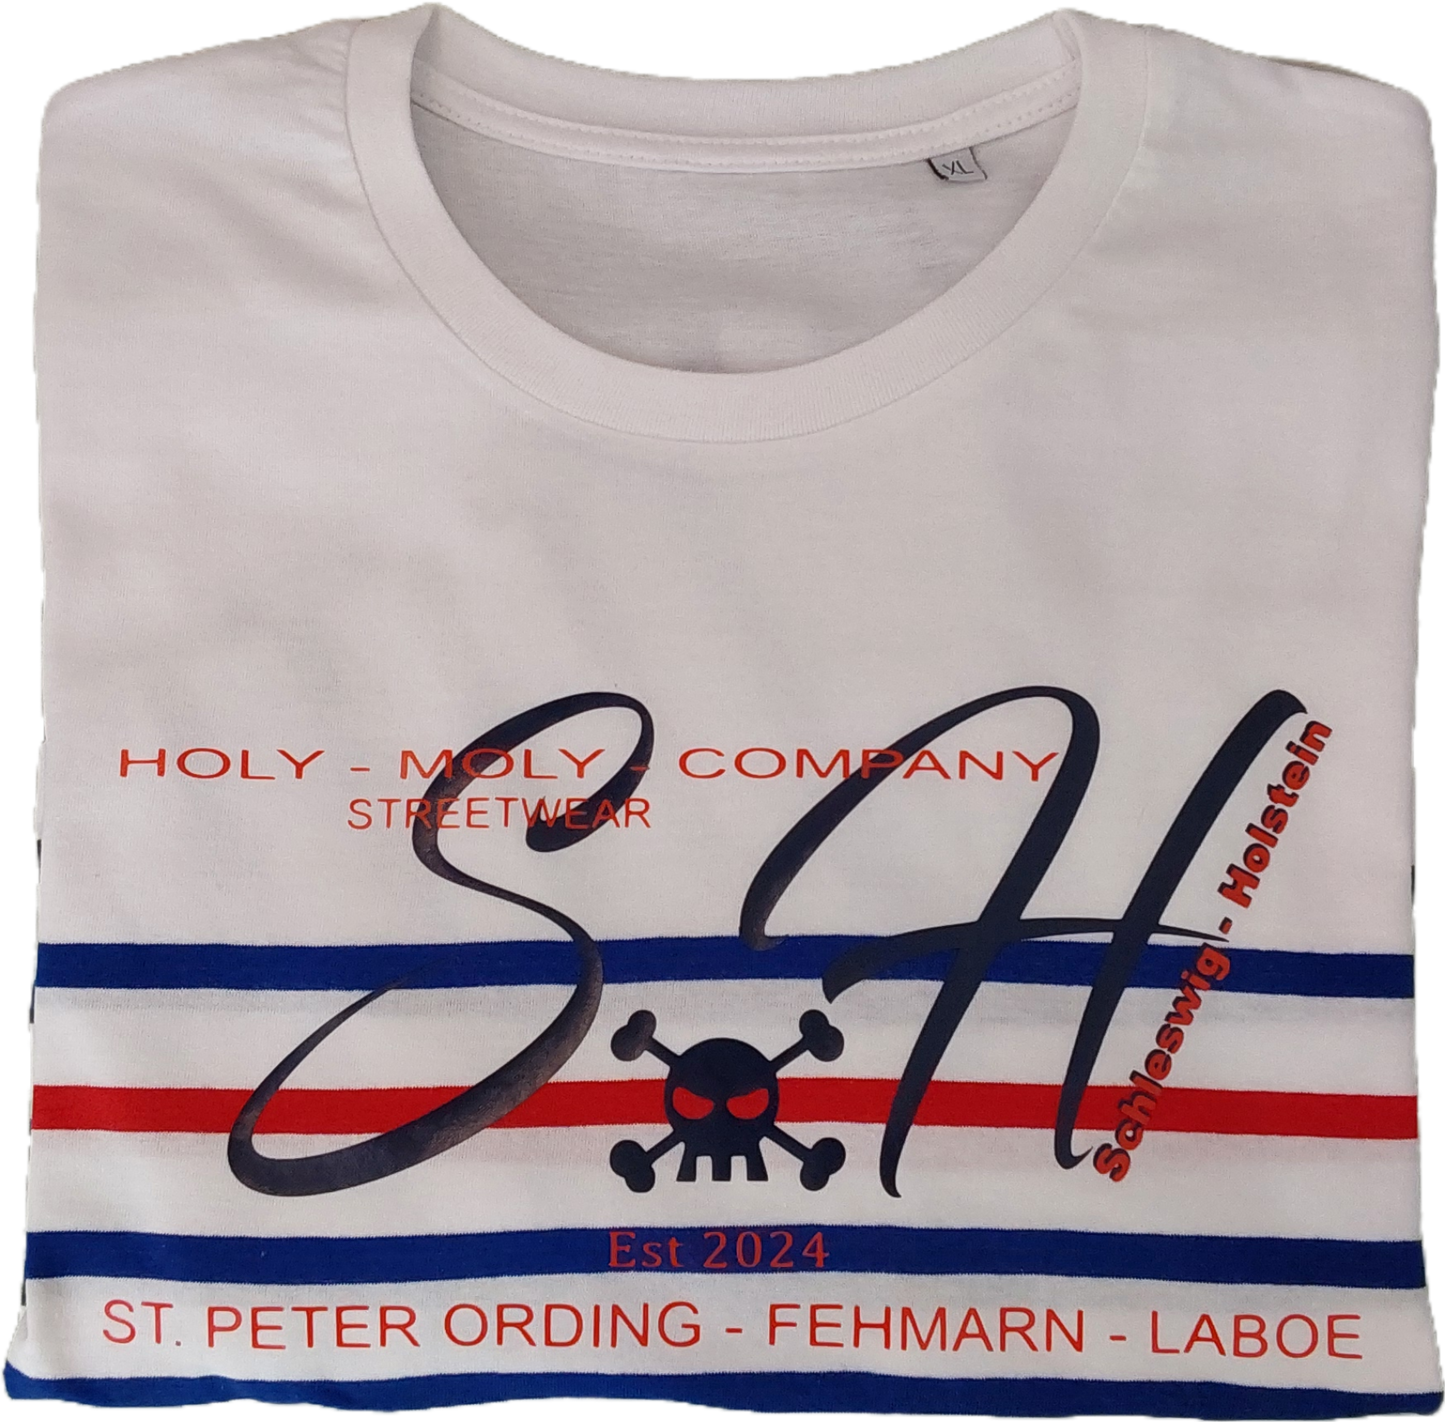 XL
HOLY - MOLY - COMPANY
STREETWEAR
SH
Schleswig - Holstein
Est 2024
ST. PETER ORDING - FEHMARN - LABOE